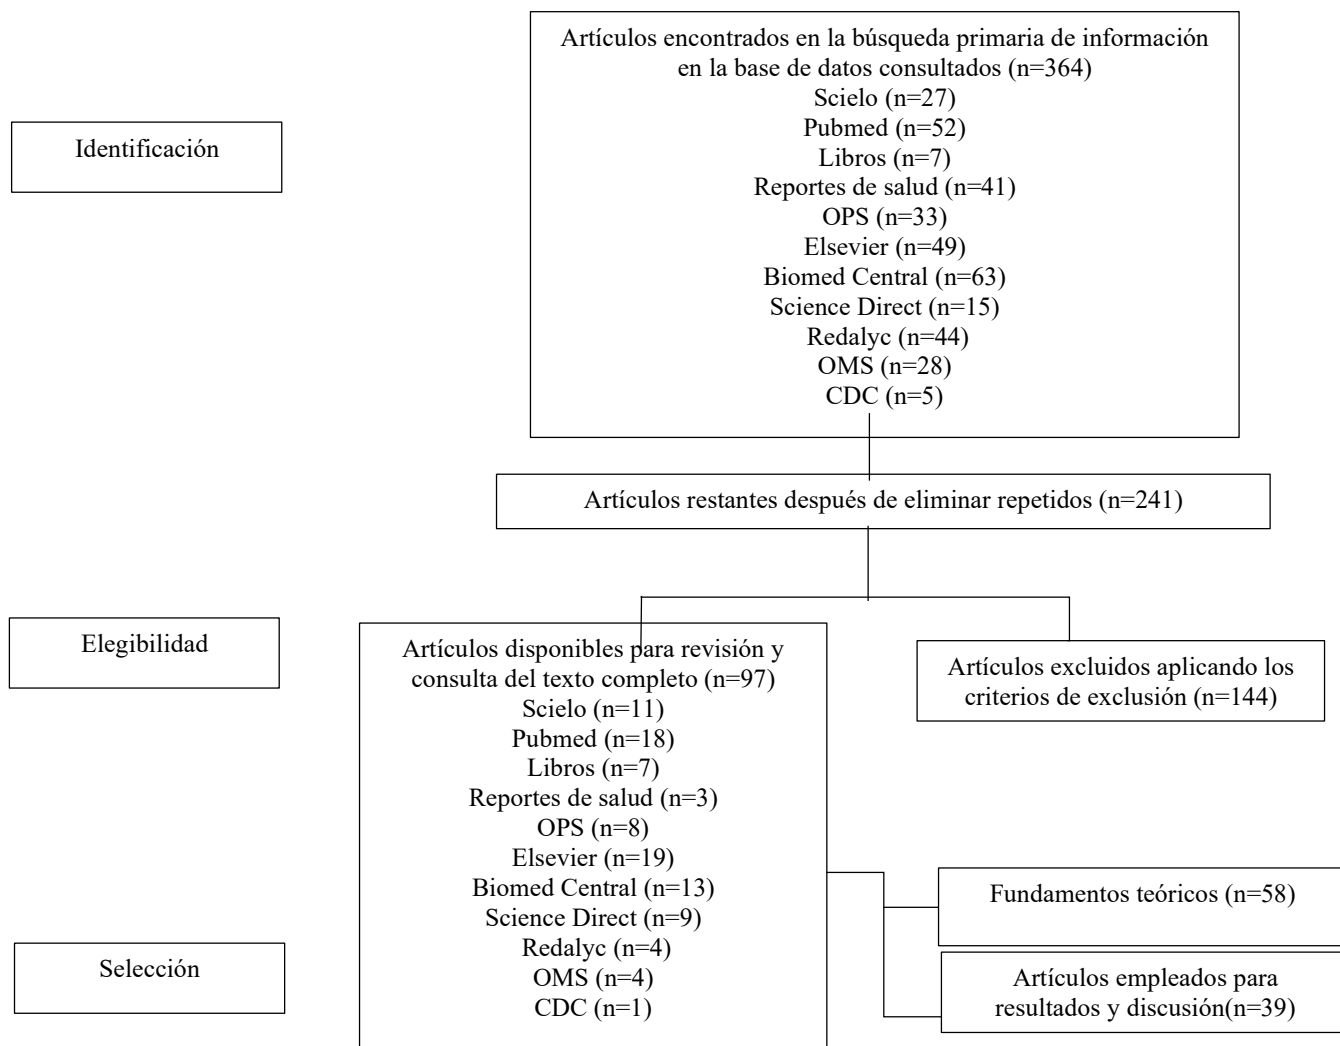 Artículos encontrados en la búsqueda primaria de información
en la base de datos consultados (n=364)
Scielo (n=27)
Pubmed (n=52)
Libros (n=7)
Reportes de salud (n=41)
OPS (n=33)
Elsevier (n=49)
Biomed Central (n=63)
Science Direct (n=15)
Redalyc (n=44)
OMS (n=28)
CDC (n=5)
Identificación
Artículos restantes después de eliminar repetidos (n=241)
Elegibilidad
Artículos disponibles para revisión y
consulta del texto completo (n=97)
Scielo (n=11)
Pubmed (n=18)
Libros (n=7)
Reportes de salud (n=3)
OPS (n=8)
Elsevier (n=19)
Biomed Central (n=13)
Science Direct (n=9)
Redalyc (n=4)
OMS (n=4)
CDC (n=1)
Artículos excluidos aplicando los
criterios de exclusión (n=144)
Fundamentos teóricos (n=58)
Selección
Artículos empleados para
resultados y discusión(n=39)